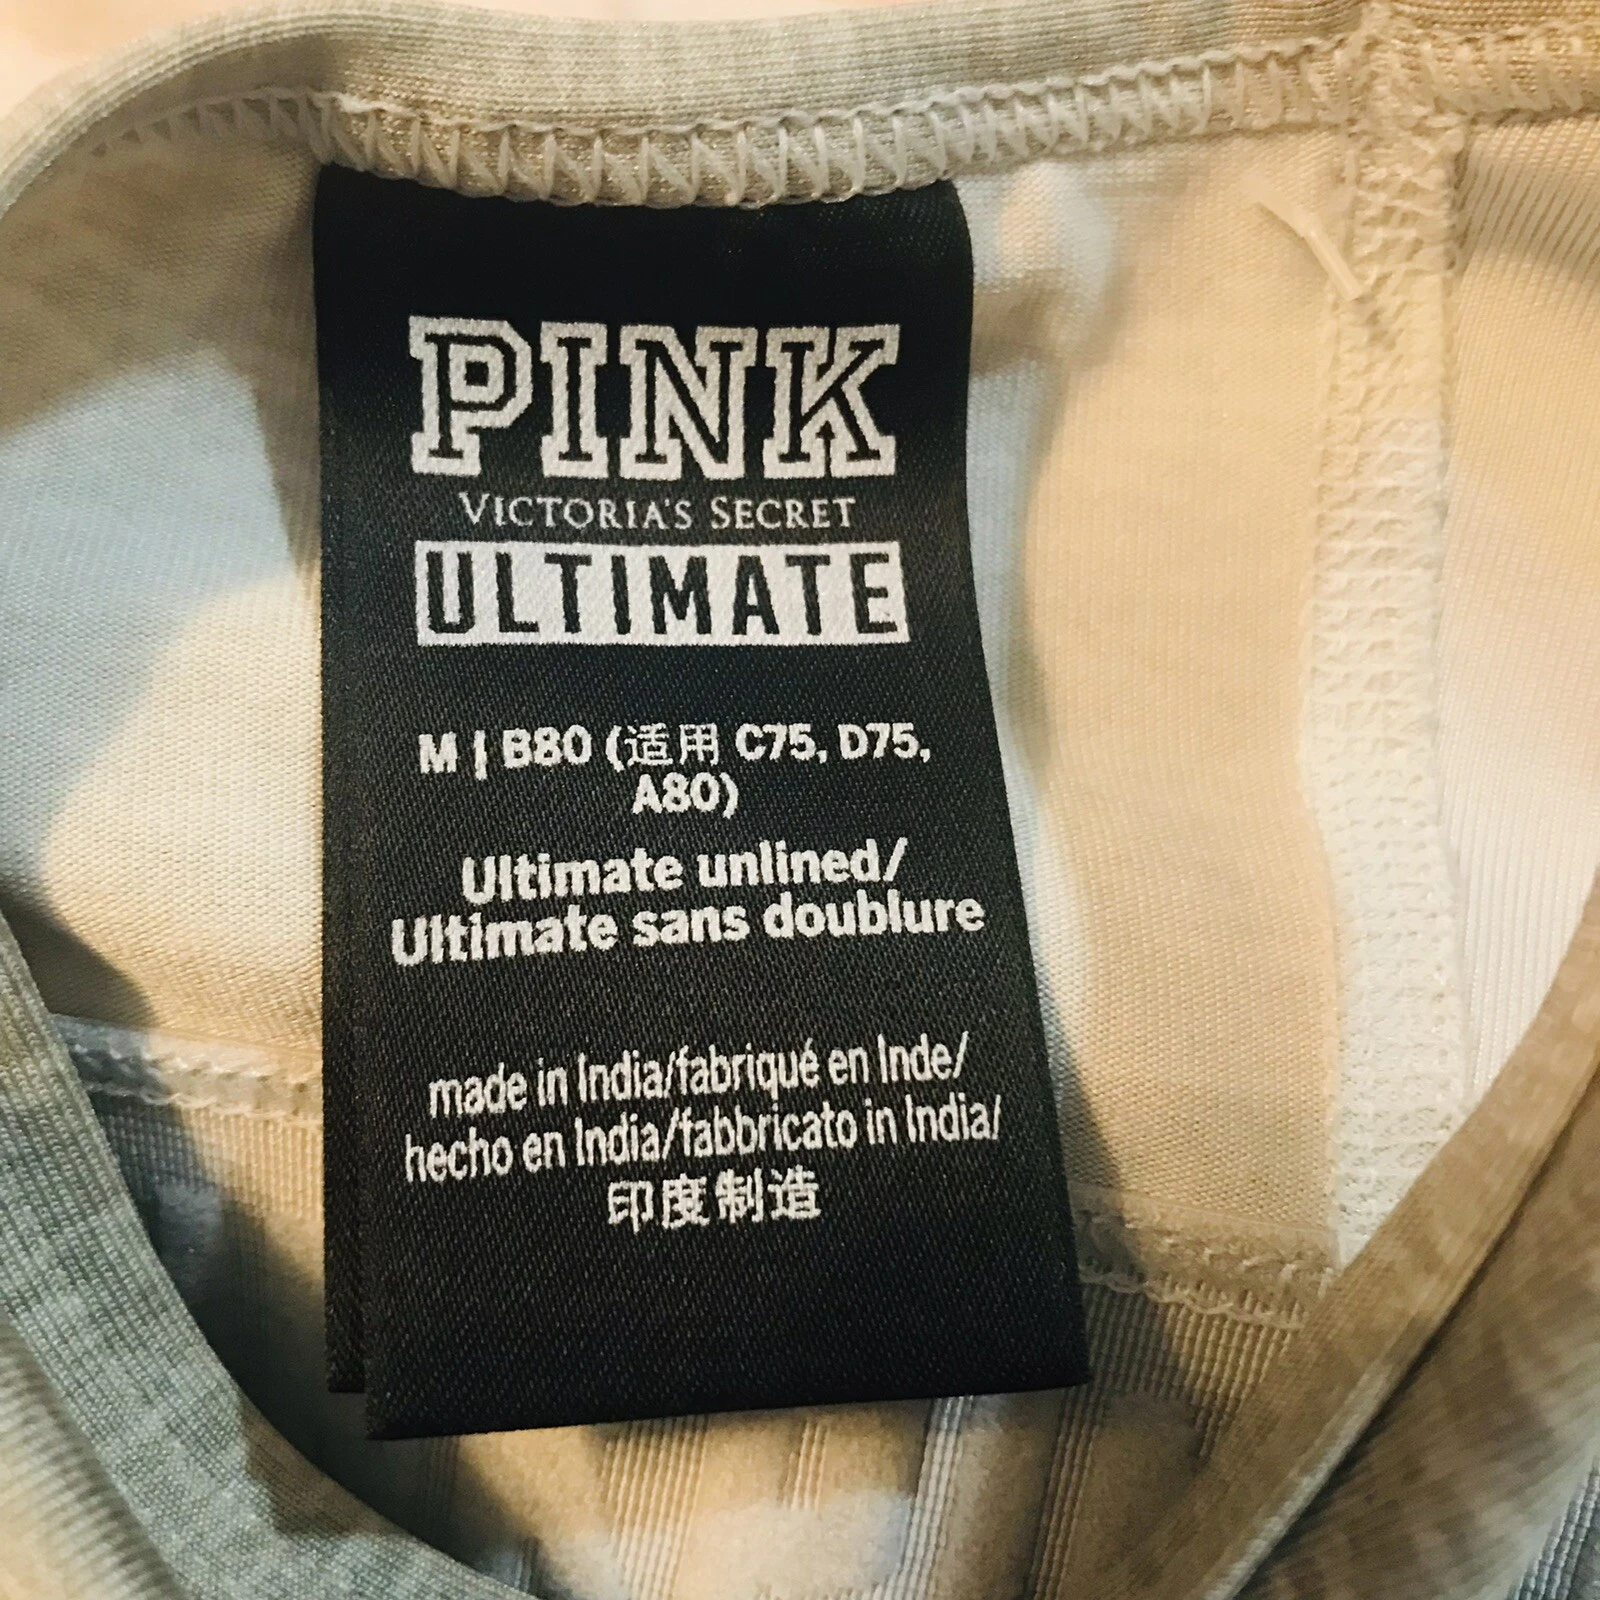 PINK
VICTORIA'S SECRET
ULTIMATE
M | B80 (适用 C75, D75,
A80)
Ultimate unlined/
Ultimate sans doublure
made in India/fabriqué en Inde/
hecho en India/fabbricato in India/
印度制造